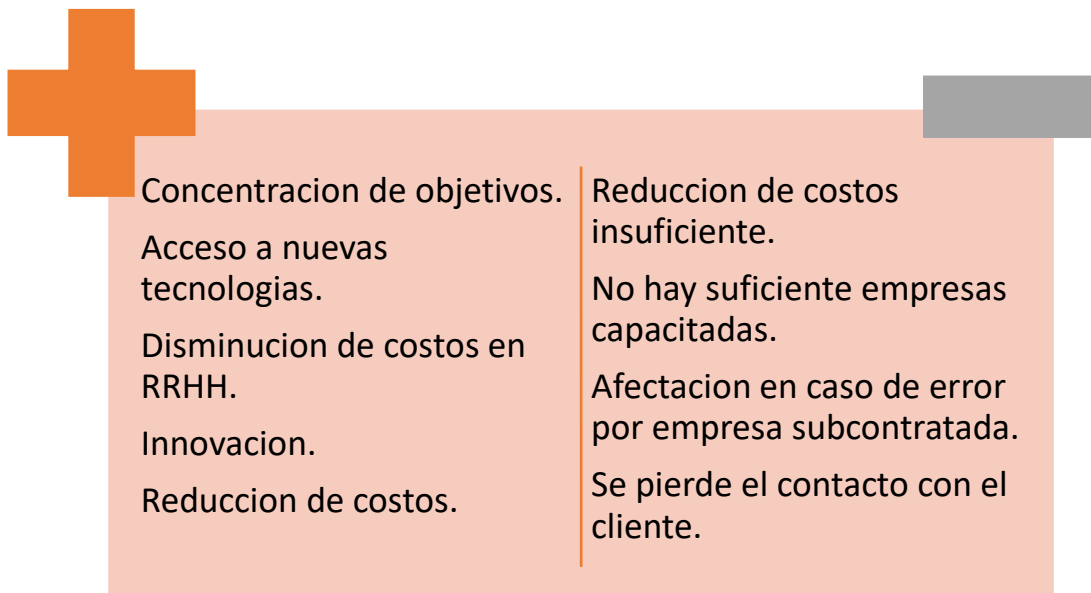 Concentracion de objetivos.
Acceso a nuevas
tecnologias.
Disminucion de costos en
RRHH.
Innovacion.
Reduccion de costos.
Reduccion de costos
insuficiente.
No hay suficiente empresas
capacitadas.
Afectacion en caso de error
por empresa subcontratada.
Se pierde el contacto con el
cliente.